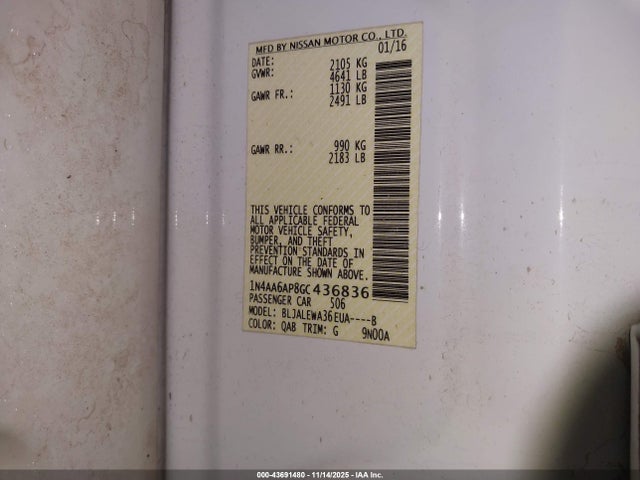 MFD BY NISSAN MOTOR CO., LTD.
DATE: 01/16
GVWR: 2105 KG
4641 LB
GAWR FR.: 1130 KG
2491 LB
GAWR RR.: 990 KG
2183 LB
THIS VEHICLE CONFORMS TO
ALL APPLICABLE FEDERAL
MOTOR VEHICLE SAFETY,
BUMPER, AND THEFT
PREVENTION STANDARDS IN
EFFECT ON THE DATE OF
MANUFACTURE SHOWN ABOVE.
1N4AA6AP8GC436836
PASSENGER CAR 506
MODEL: BLJALEWA36EUA----B
COLOR: QAB TRIM: G 9N00A
000-43691480 - 11/14/2025 - IAA Inc.